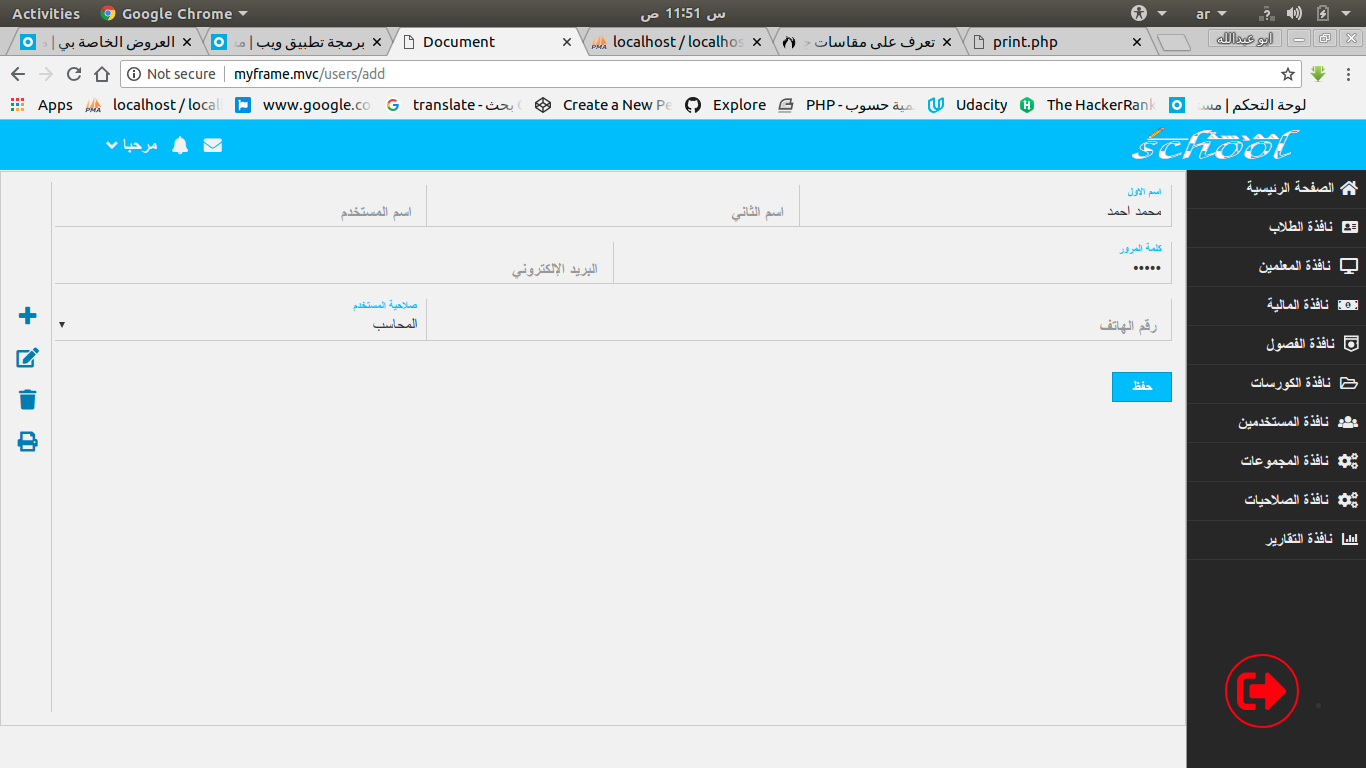 Activities Google Chrome س 11:51 ص ar
العروض الخاصة بي | برمجة تطبيق ويب | Document localhost / localhos تعرف على مقاسات print.php ابو عبدالله
Not secure myframe.mvc/users/add
Apps localhost / local www.google.co translate - بحث Create a New Pe Explore PHP - حسوب Udacity The HackerRank لوحة التحكم |
مرحبا school
الصفحة الرئيسية
نافذة الطلاب
نافذة المعلمين
نافذة المالية
نافذة الفصول
نافذة الكورسات
نافذة المستخدمين
نافذة المجموعات
نافذة الصلاحيات
نافذة التقارير
اسم الاول
محمد احمد
اسم الثاني
اسم المستخدم
كلمة المرور
•••••
البريد الإلكتروني
رقم الهاتف
صلاحية المستخدم
المحاسب
حفظ